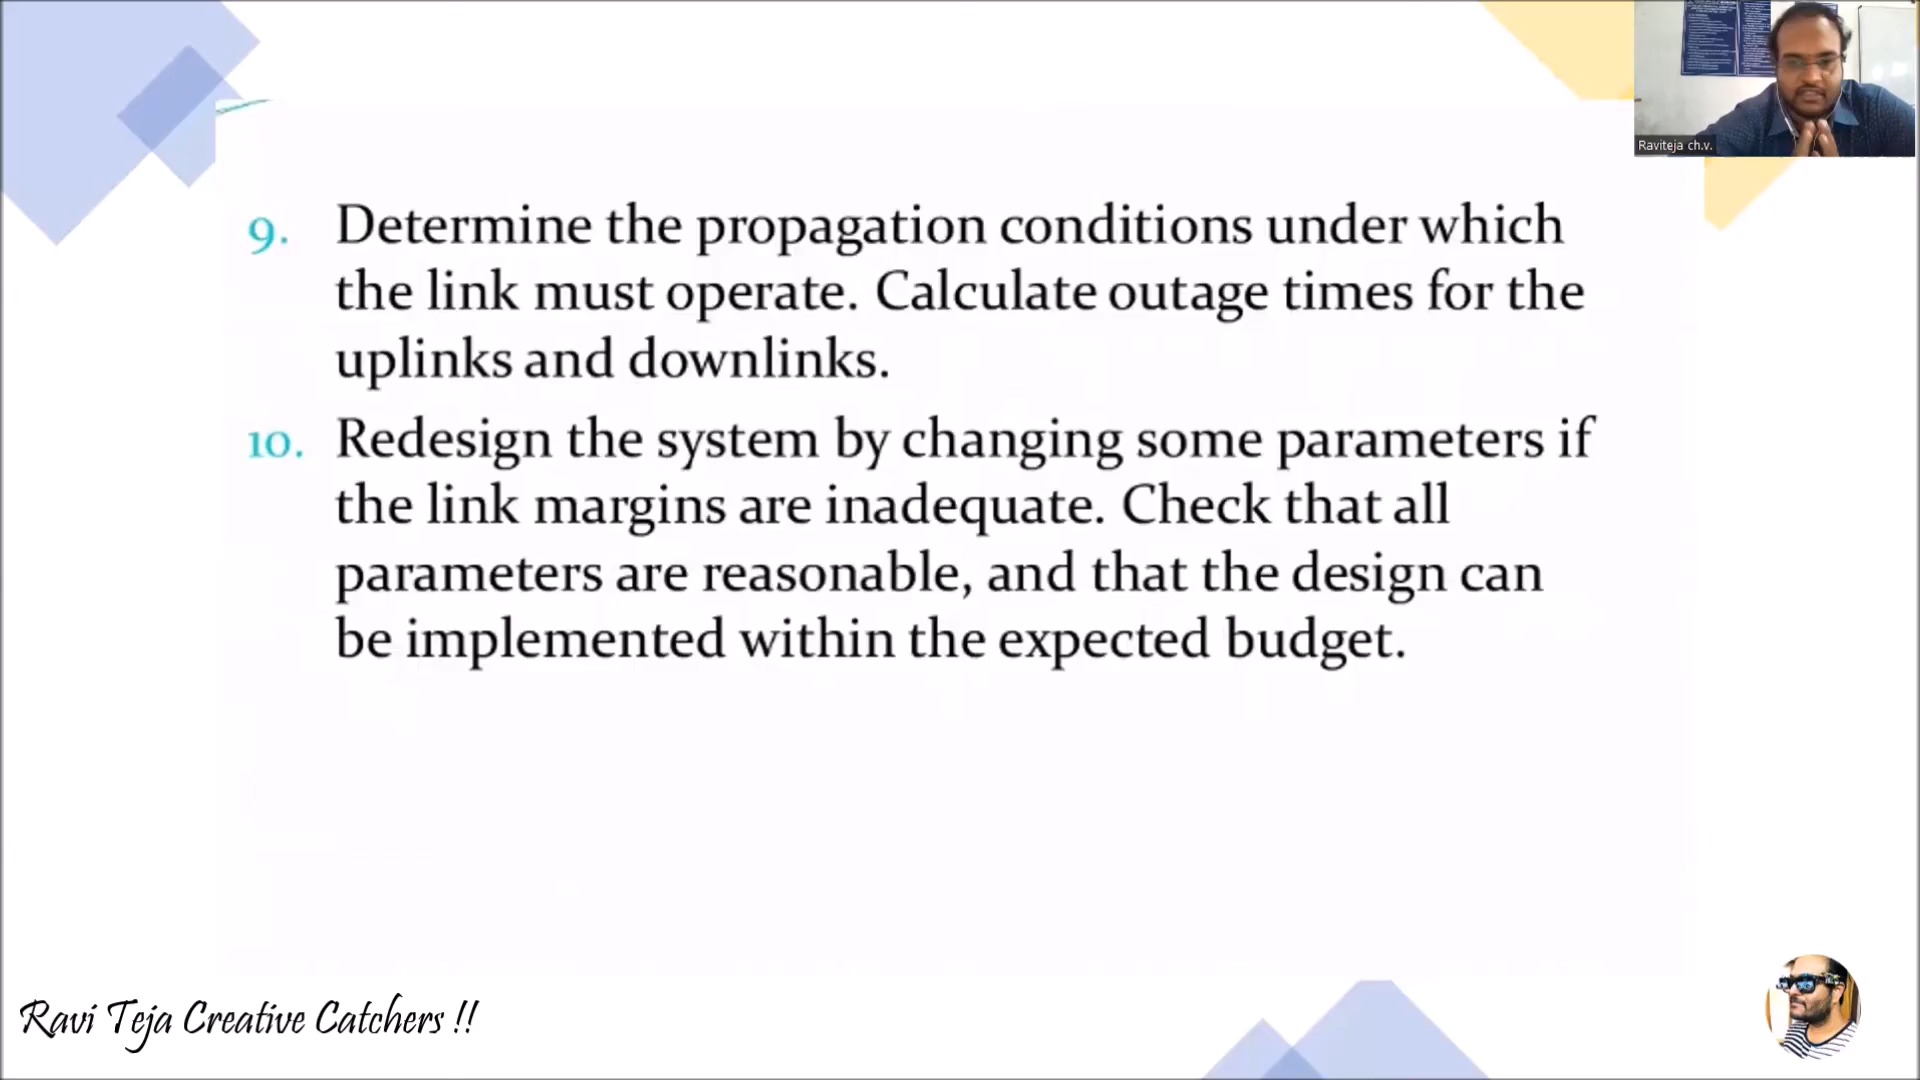 Raviteja ch.v.
9. Determine the propagation conditions under which
the link must operate. Calculate outage times for the
uplinks and downlinks.
10. Redesign the system by changing some parameters if
the link margins are inadequate. Check that all
parameters are reasonable, and that the design can
be implemented within the expected budget.
Ravi Teja Creative Catchers !!